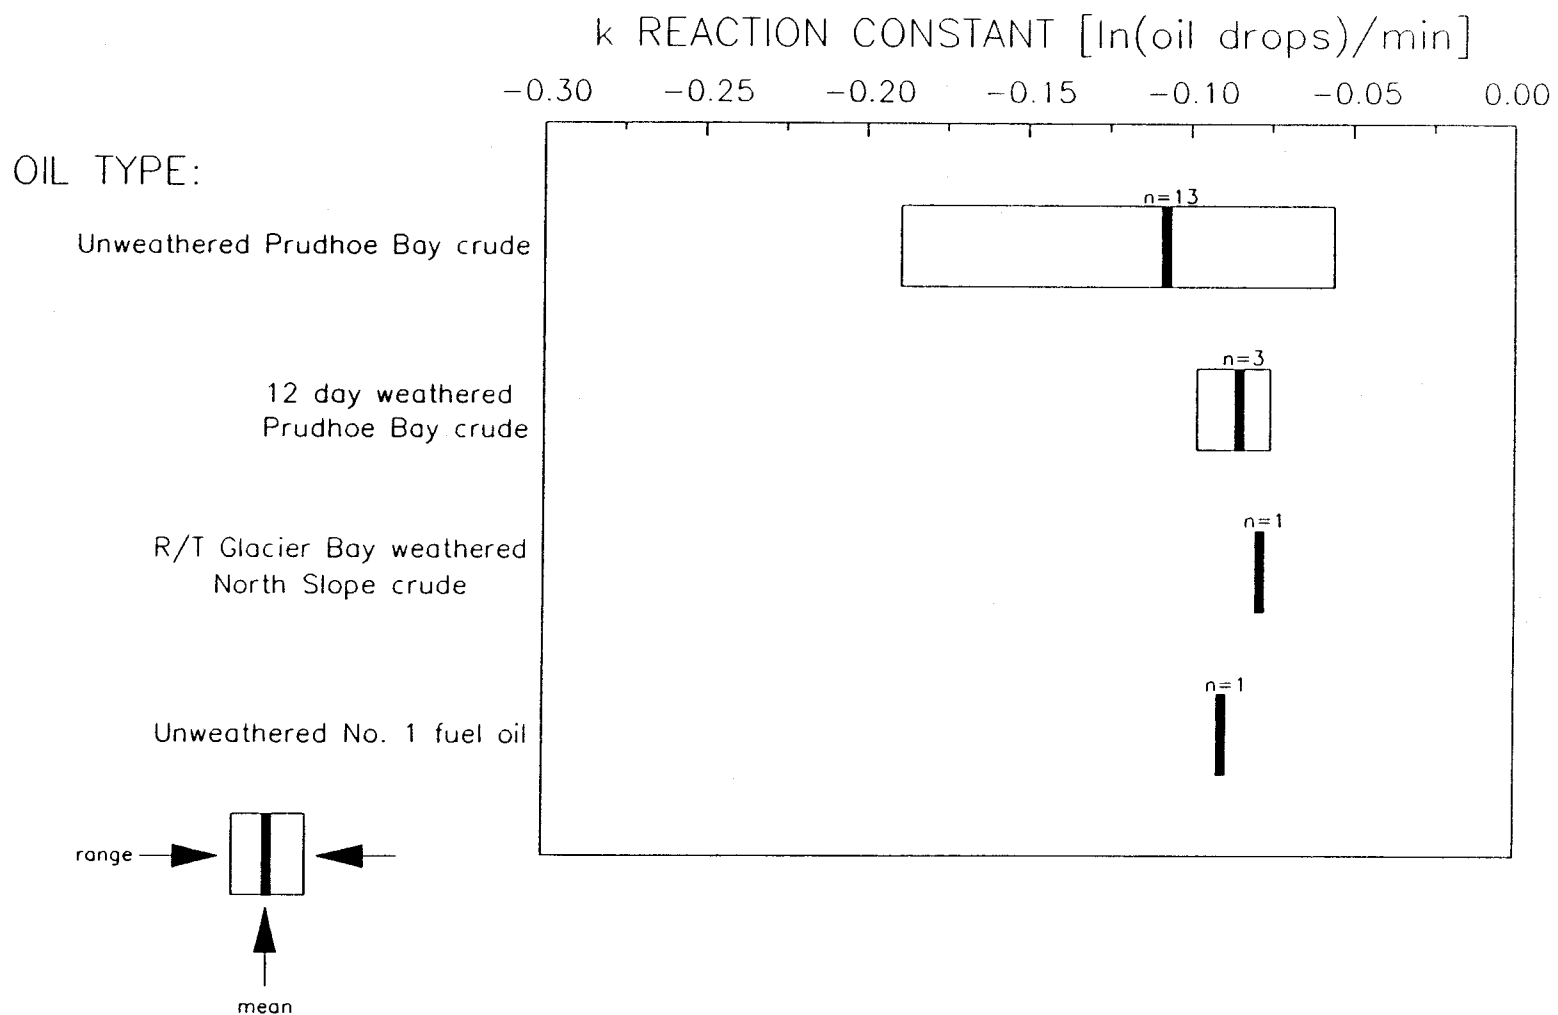 k REACTION CONSTANT [ln(oil drops)/min]
-0.30 -0.25 -0.20 -0.15 -0.10 -0.05 0.00
OIL TYPE:
n=13
Unweathered Prudhoe Bay crude
n=3
12 day weathered
Prudhoe Bay crude
n=1
R/T Glacier Bay weathered
North Slope crude
n=1
Unweathered No. 1 fuel oil
range
mean